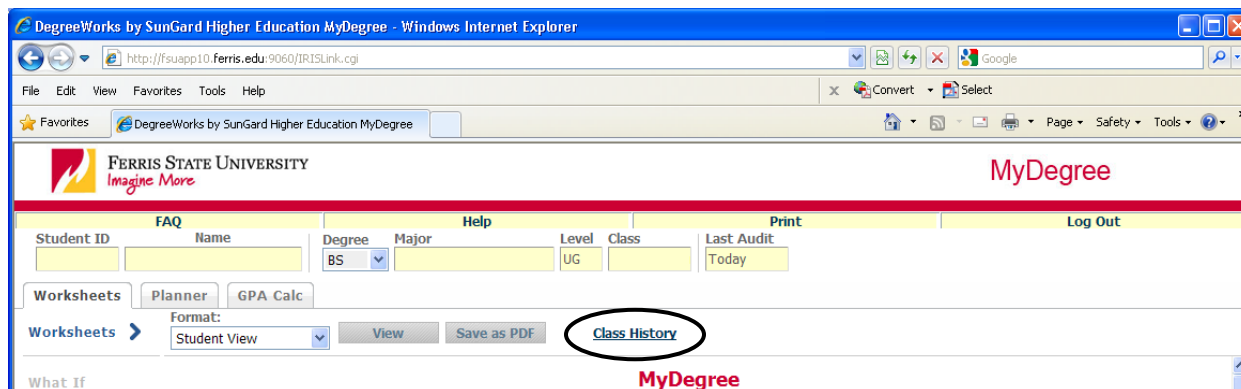 DegreeWorks by SunGard Higher Education MyDegree - Windows Internet Explorer
http://fsuapp10.ferris.edu:9060/IRISLink.cgi
Google
File Edit View Favorites Tools Help
x Convert Select
Favorites DegreeWorks by SunGard Higher Education MyDegree
Page Safety Tools
FERRIS STATE UNIVERSITY
Imagine More
MyDegree
FAQ Help Print Log Out
Student ID Name Degree Major Level Class Last Audit
BS UG Today
Worksheets Planner GPA Calc
Format:
Worksheets Student View View Save as PDF Class History
What If MyDegree